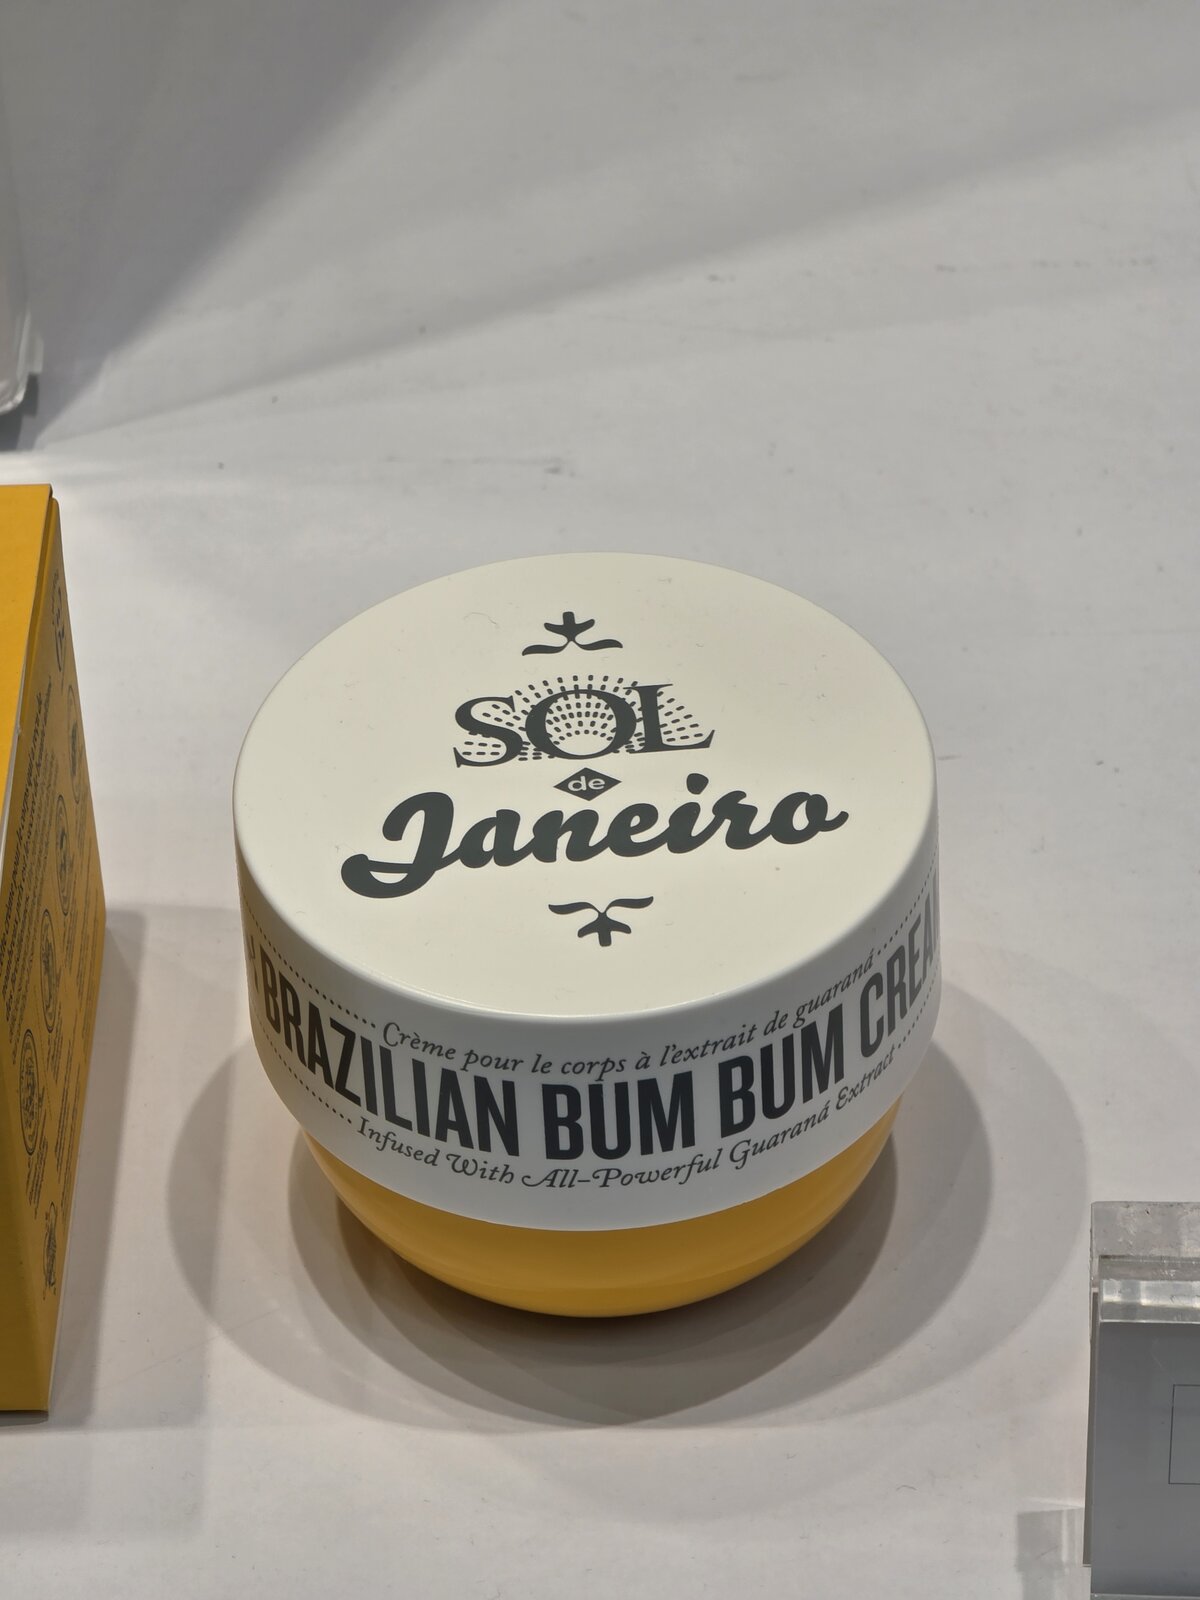 SOL
de
Janeiro
Crème pour le corps à l'extrait de guaraná
BRAZILIAN BUM BUM CREAM
Infused With All-Powerful Guaraná Extract